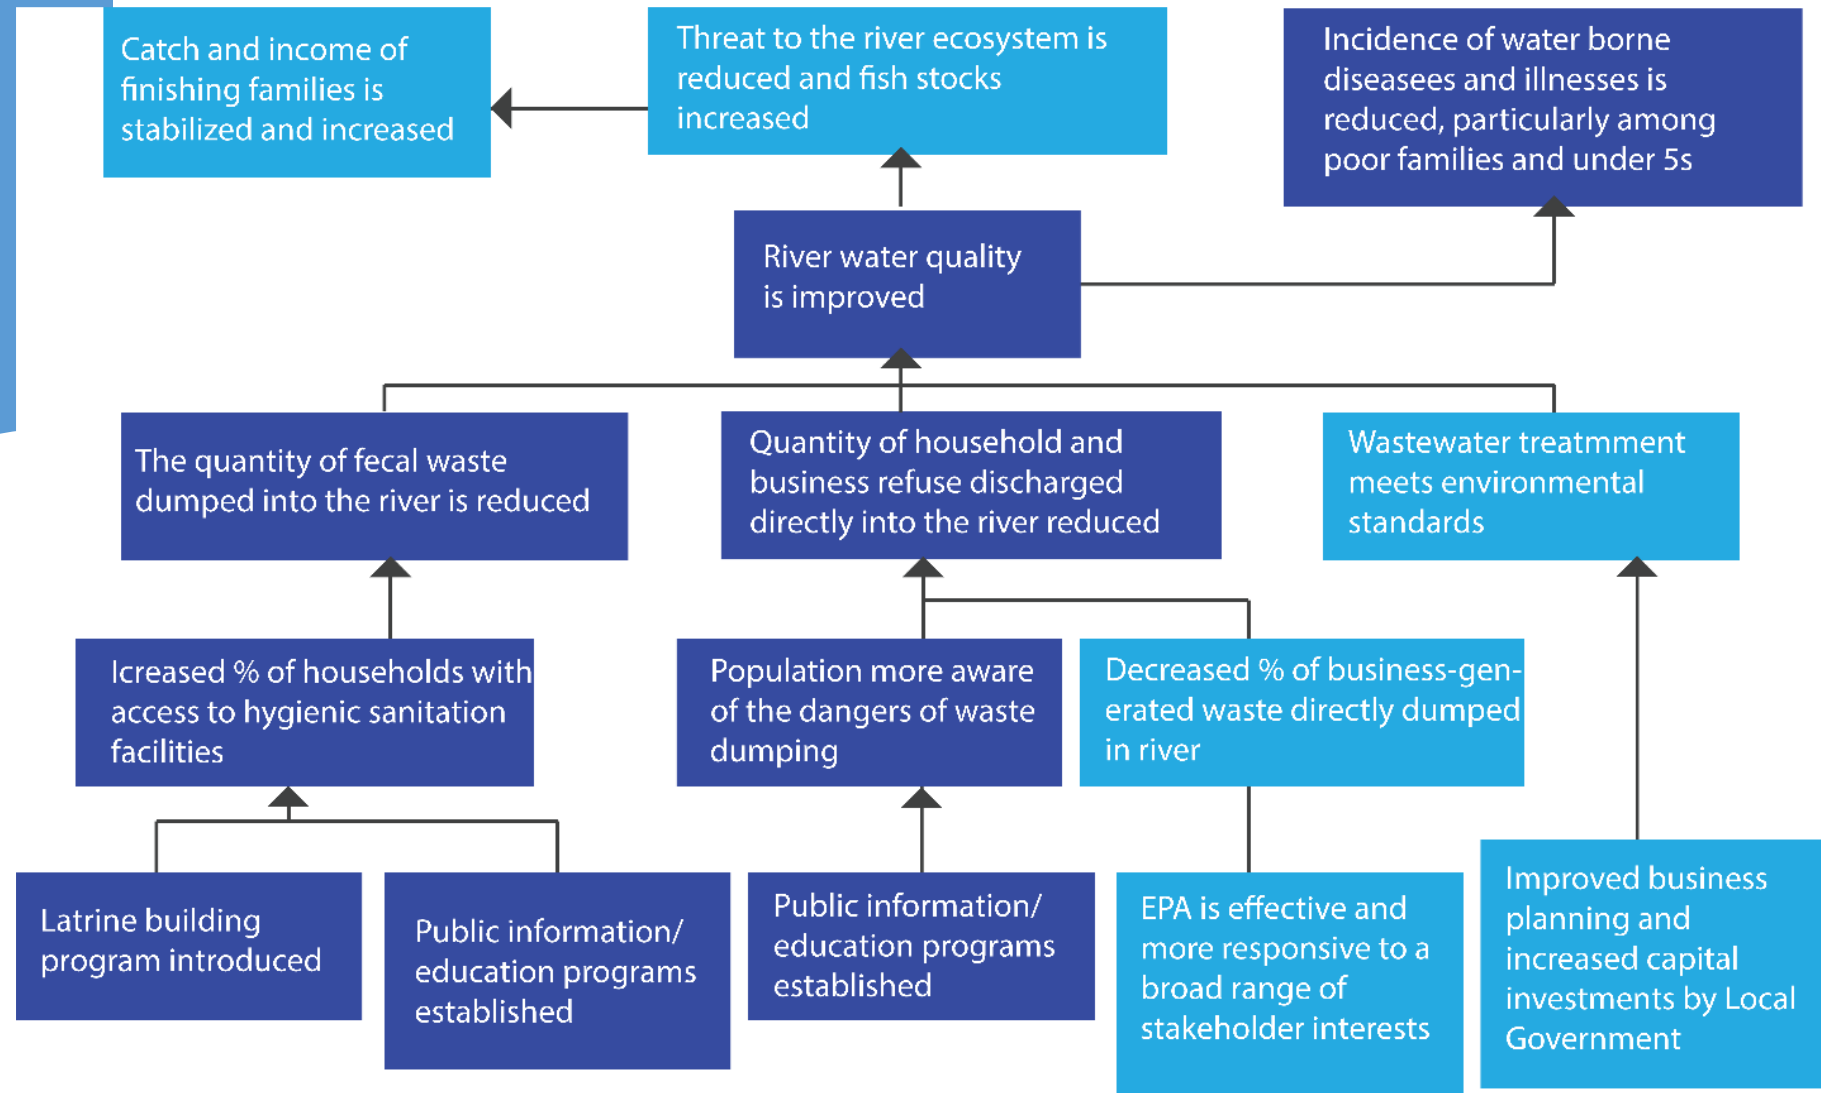 Catch and income of
finishing families is
stabilized and increased
Threat to the river ecosystem is
reduced and fish stocks
increased
Incidence of water borne
diseasees and illnesses is
reduced, particularly among
poor families and under 5s
River water quality
is improved
The quantity of fecal waste
dumped into the river is reduced
Quantity of household and
business refuse discharged
directly into the river reduced
Wastewater treatmment
meets environmental
standards
Icreased % of households with
access to hygienic sanitation
facilities
Population more aware
of the dangers of waste
dumping
Decreased % of business-gen-
erated waste directly dumped
in river
Latrine building
program introduced
Public information/
education programs
established
Public information/
education programs
established
EPA is effective and
more responsive to a
broad range of
stakeholder interests
Improved business
planning and
increased capital
investments by Local
Government